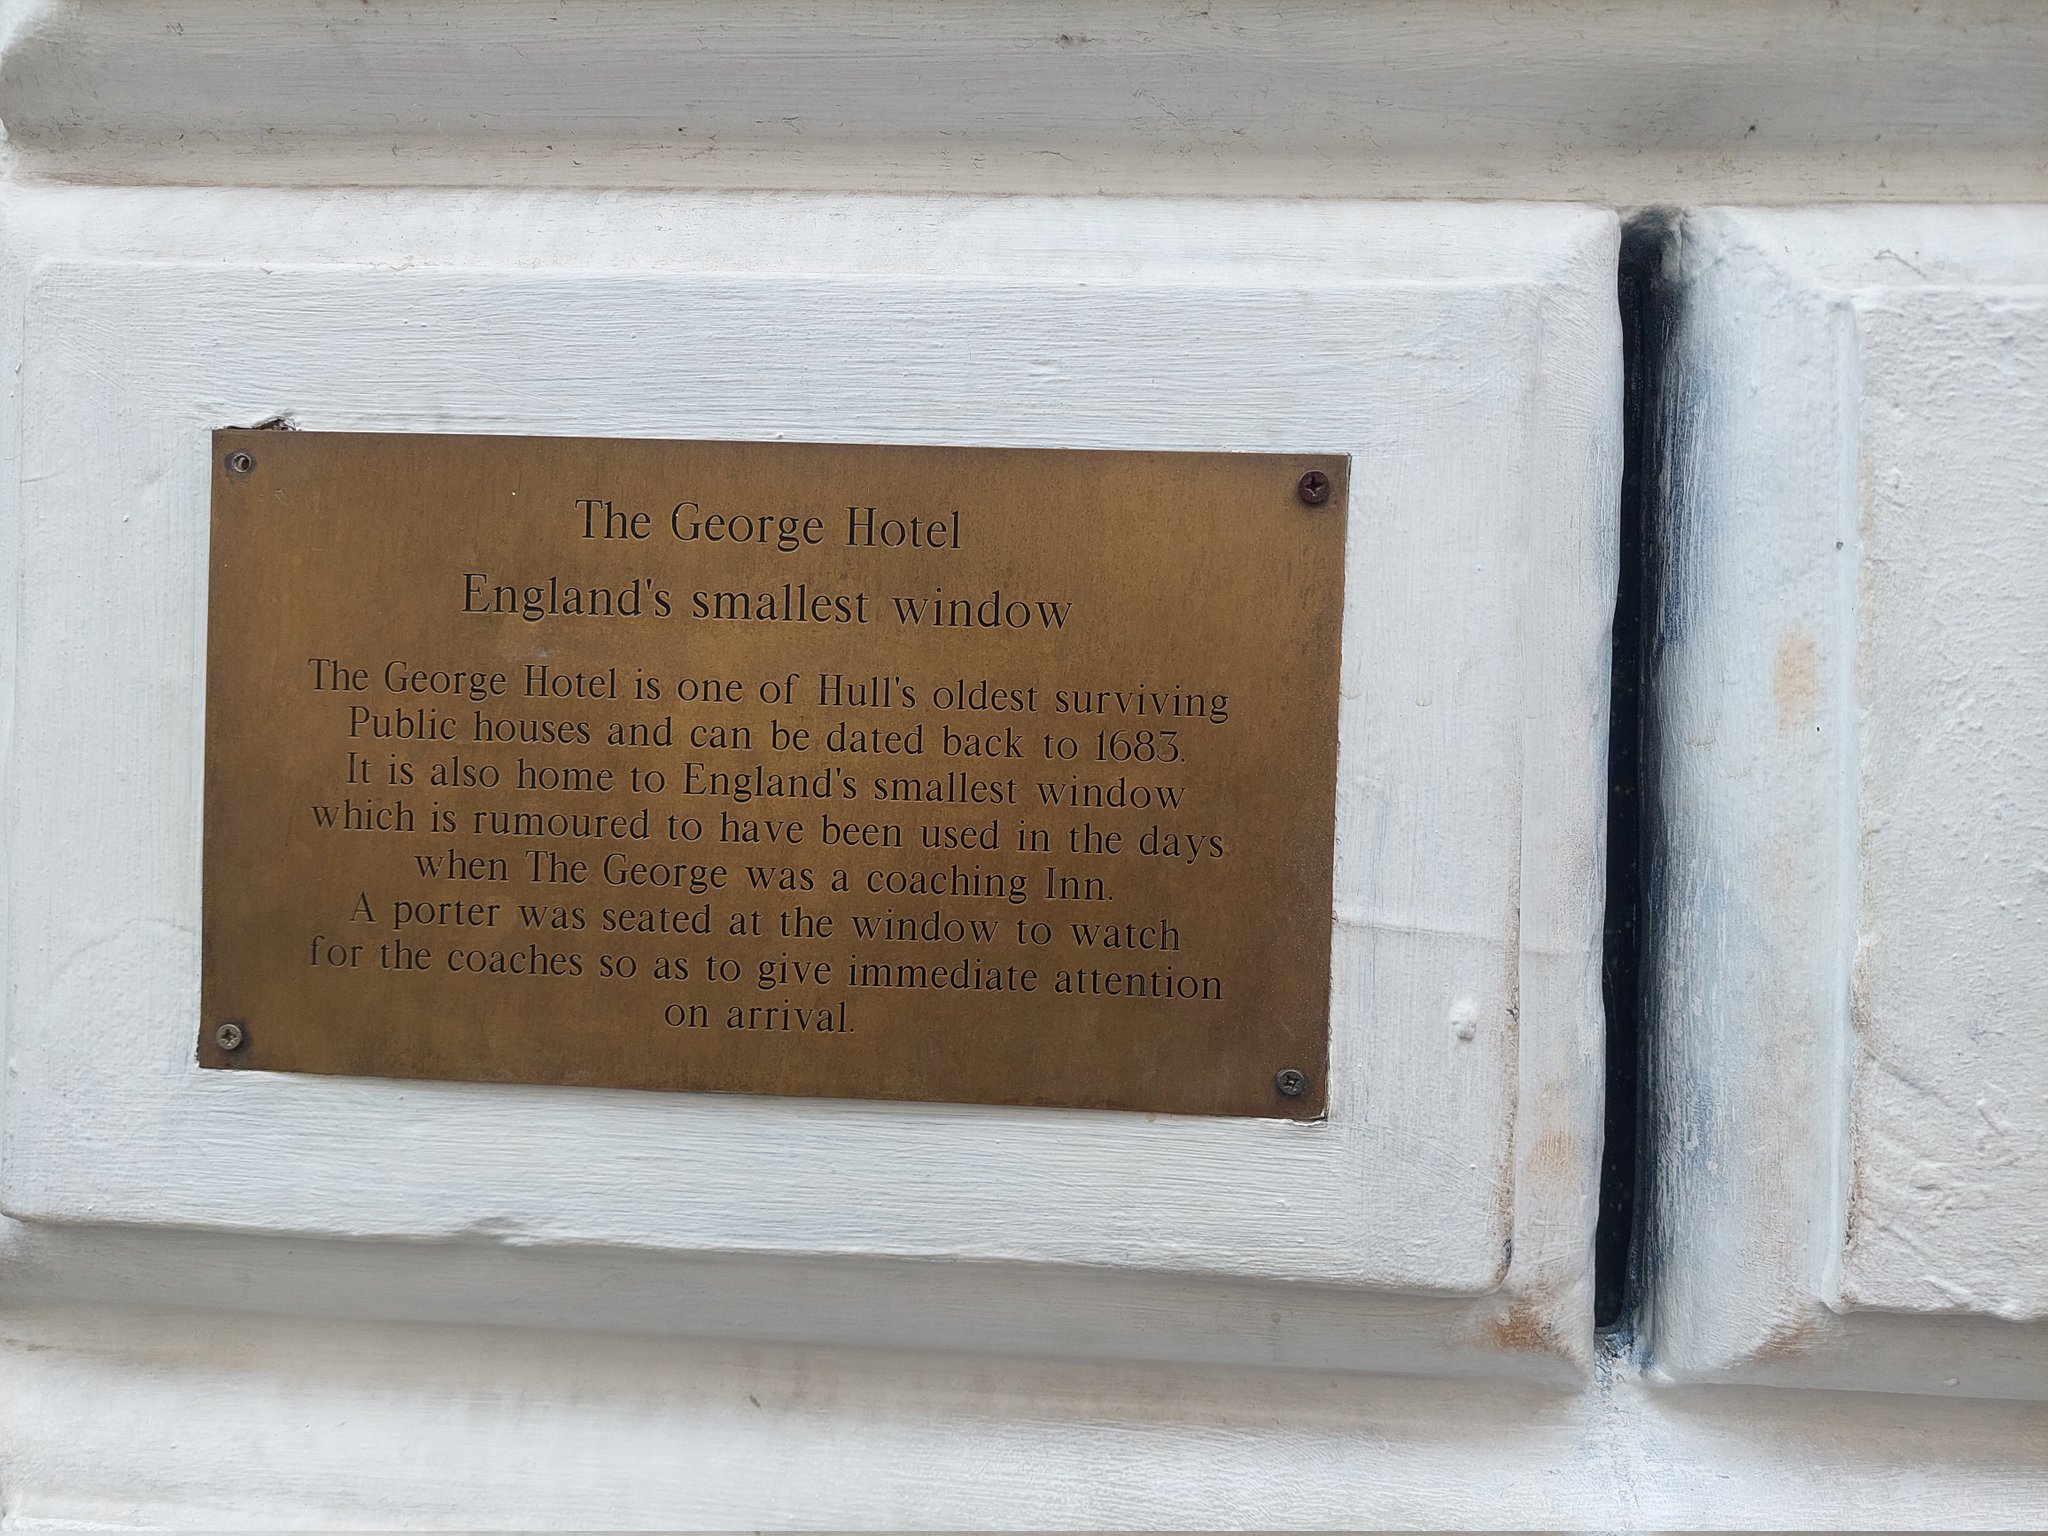 The George Hotel
England's smallest window
The George Hotel is one of Hull's oldest surviving
Public houses and can be dated back to 1683.
It is also home to England's smallest window
which is rumoured to have been used in the days
when The George was a coaching Inn.
A porter was seated at the window to watch
for the coaches so as to give immediate attention
on arrival.